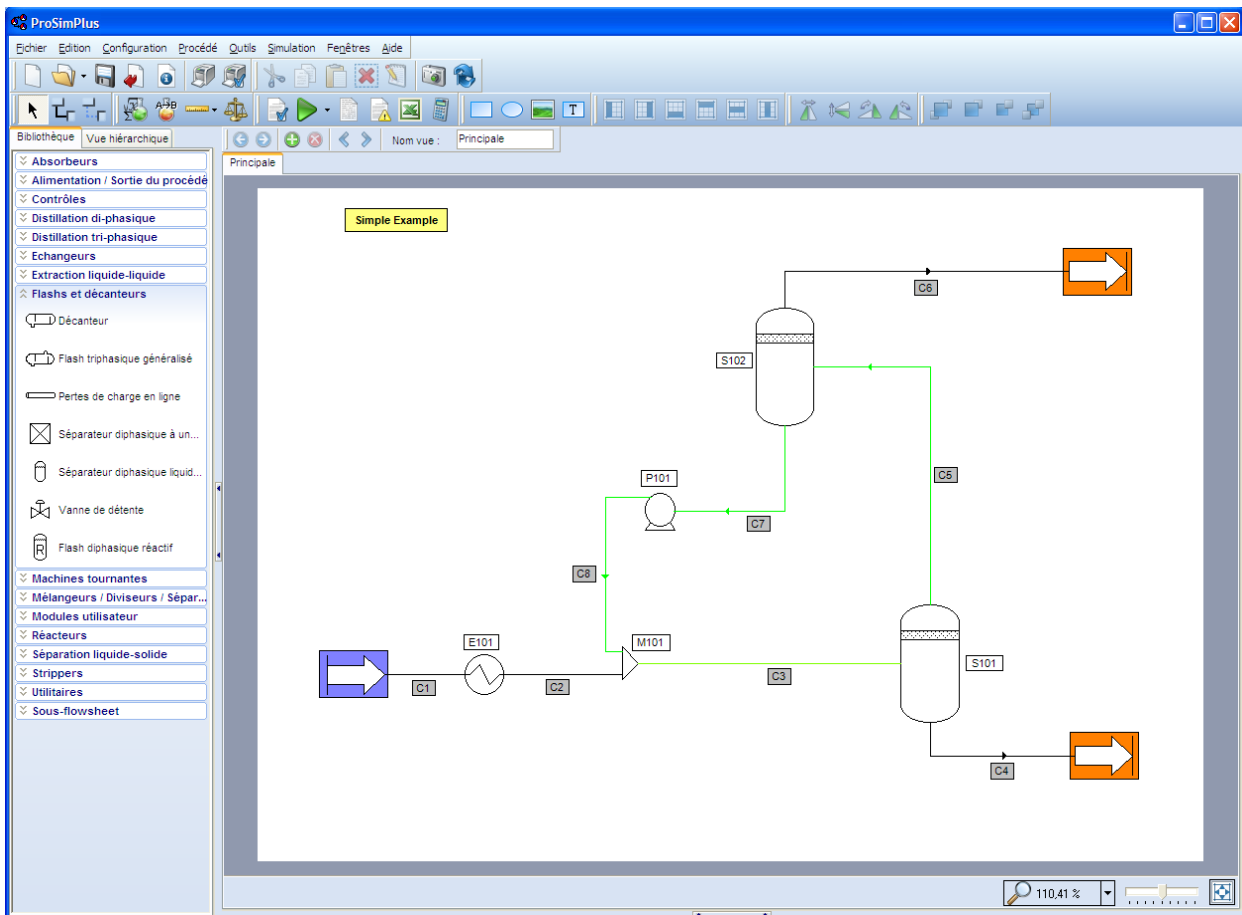 ProSimPlus
Fichier Edition Configuration Procédé Outils Simulation Fenêtres Aide
Bibliothèque Vue hiérarchique Nom vue : Principale
Principale
Absorbeurs
Alimentation / Sortie du procédé
Contrôles
Distillation di-phasique
Distillation tri-phasique
Echangeurs
Extraction liquide-liquide
Flashs et décanteurs
Décanteur
Flash triphasique généralisé
Pertes de charge en ligne
Séparateur diphasique à un...
Séparateur diphasique liquid...
Vanne de détente
R Flash diphasique réactif
Machines tournantes
Mélangeurs / Diviseurs / Sépar...
Modules utilisateur
Réacteurs
Séparation liquide-solide
Strippers
Utilitaires
Sous-flowsheet
Simple Example
C6
S102
C5
P101
C7
C8
E101
M101
S101
C1
C2
C3
C4
110,41 %